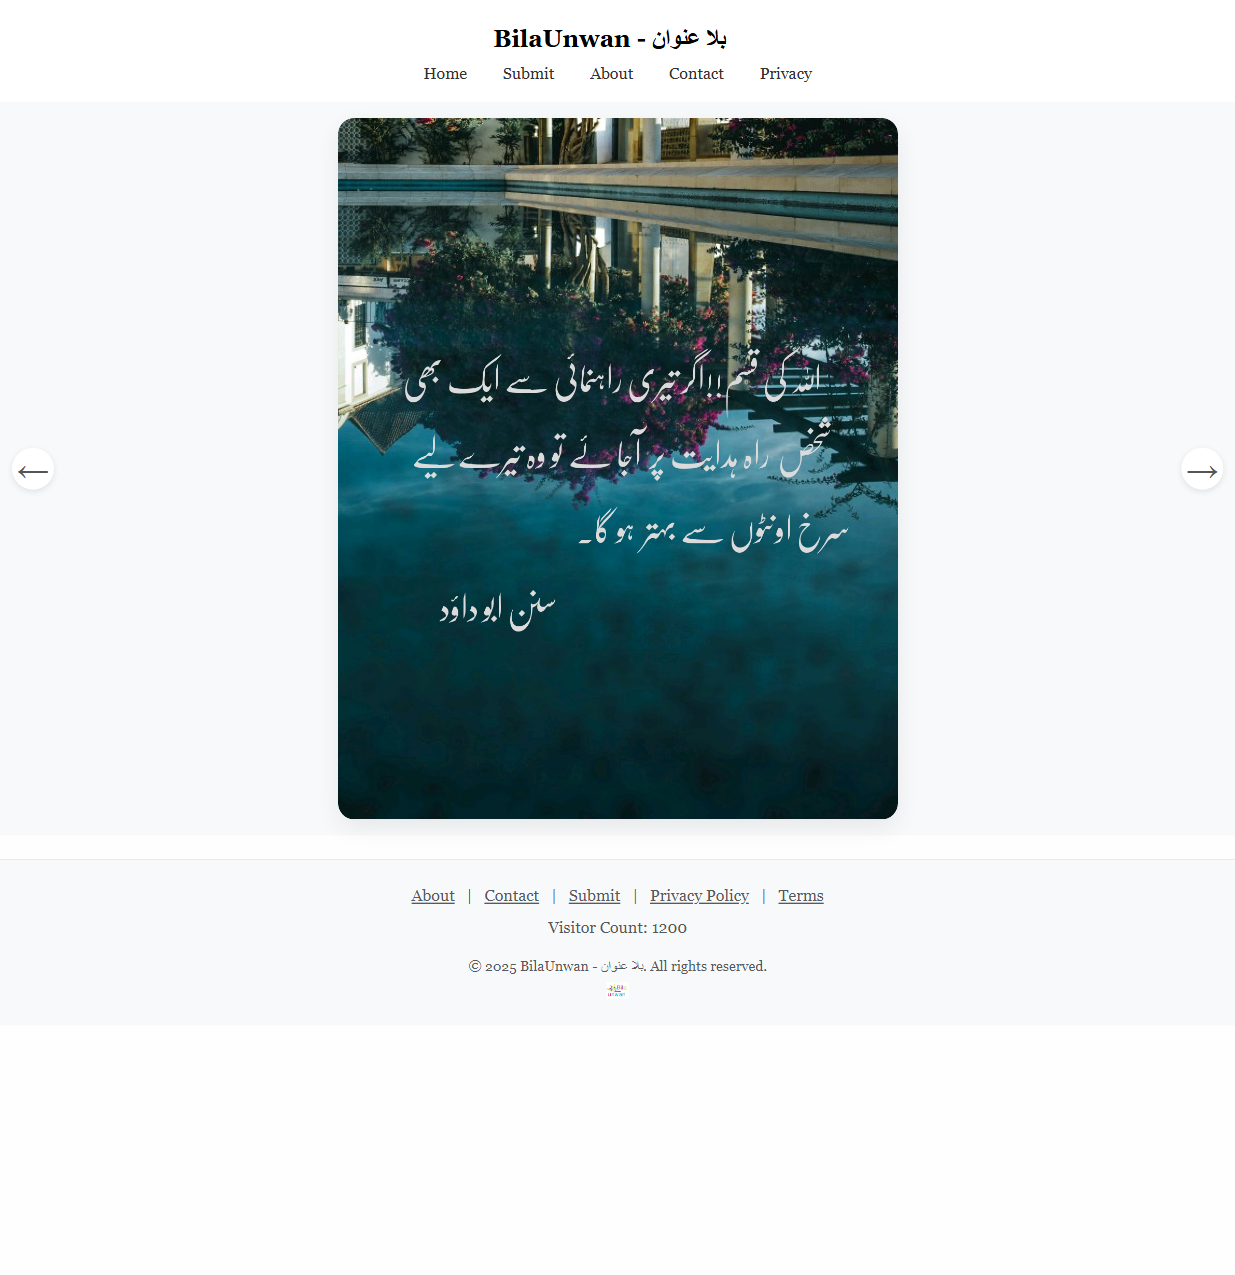 BilaUnwan - بلا عنوان
Home Submit About Contact Privacy
اللہ کی قسم!!اگر تیری راہنمائی سے ایک بھی
شخص راہ ہدایت پر آجائے تو وہ تیرے لیے
سرخ اونٹوں سے بہتر ہو گا۔
سنن ابو داؤد
←
→
About | Contact | Submit | Privacy Policy | Terms
Visitor Count: 1200
© 2025 BilaUnwan - بلا عنوان. All rights reserved.